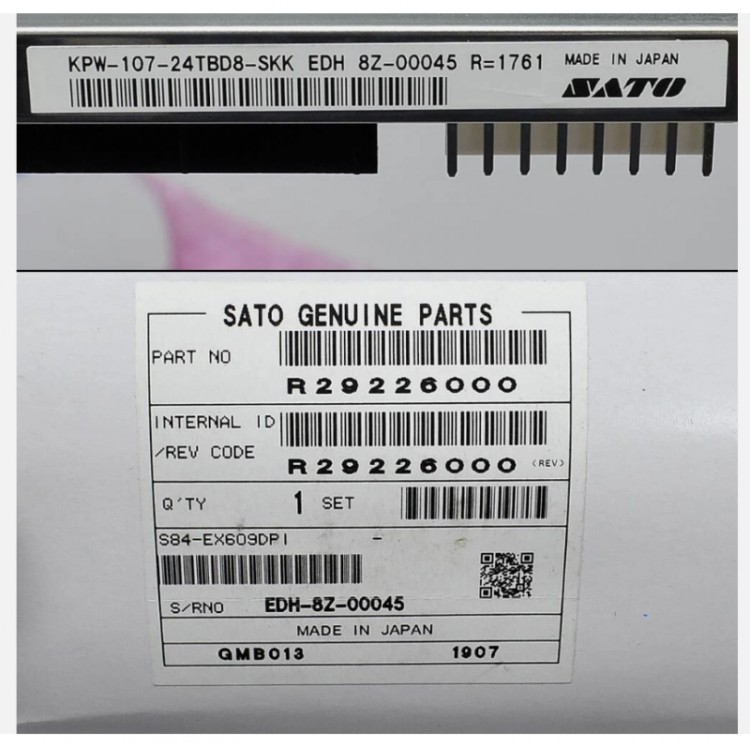 KPW-107-24TBD8-SKK EDH 8Z-00045 R=1761 MADE IN JAPAN
SATO
SATO GENUINE PARTS
PART NO
R29226000
INTERNAL ID
/REV CODE
R29226000 (REV)
Q'TY 1 SET
S84-EX609DPI -
S/RNO EDH-8Z-00045
MADE IN JAPAN
QMB013 1907